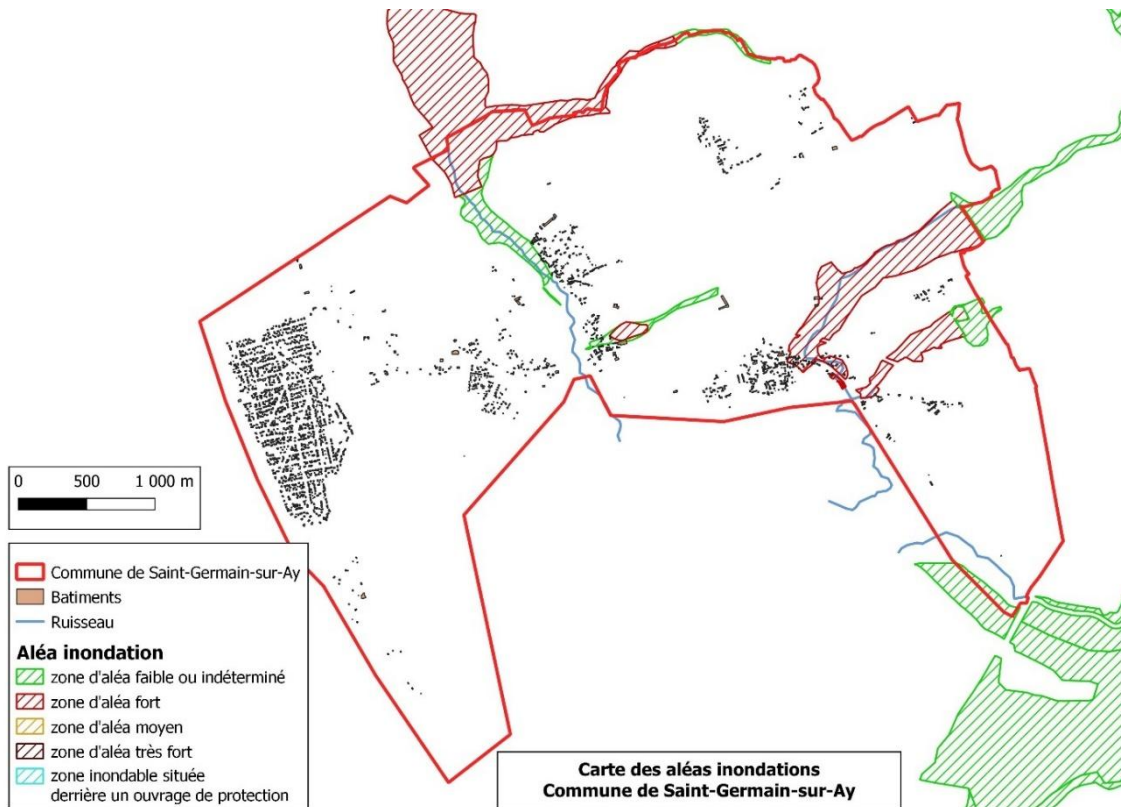 0 500 1 000 m
Commune de Saint-Germain-sur-Ay
Batiments
Ruisseau
Aléa inondation
zone d'aléa faible ou indéterminé
zone d'aléa fort
zone d'aléa moyen
zone d'aléa très fort
zone inondable située
derrière un ouvrage de protection
Carte des aléas inondations
Commune de Saint-Germain-sur-Ay